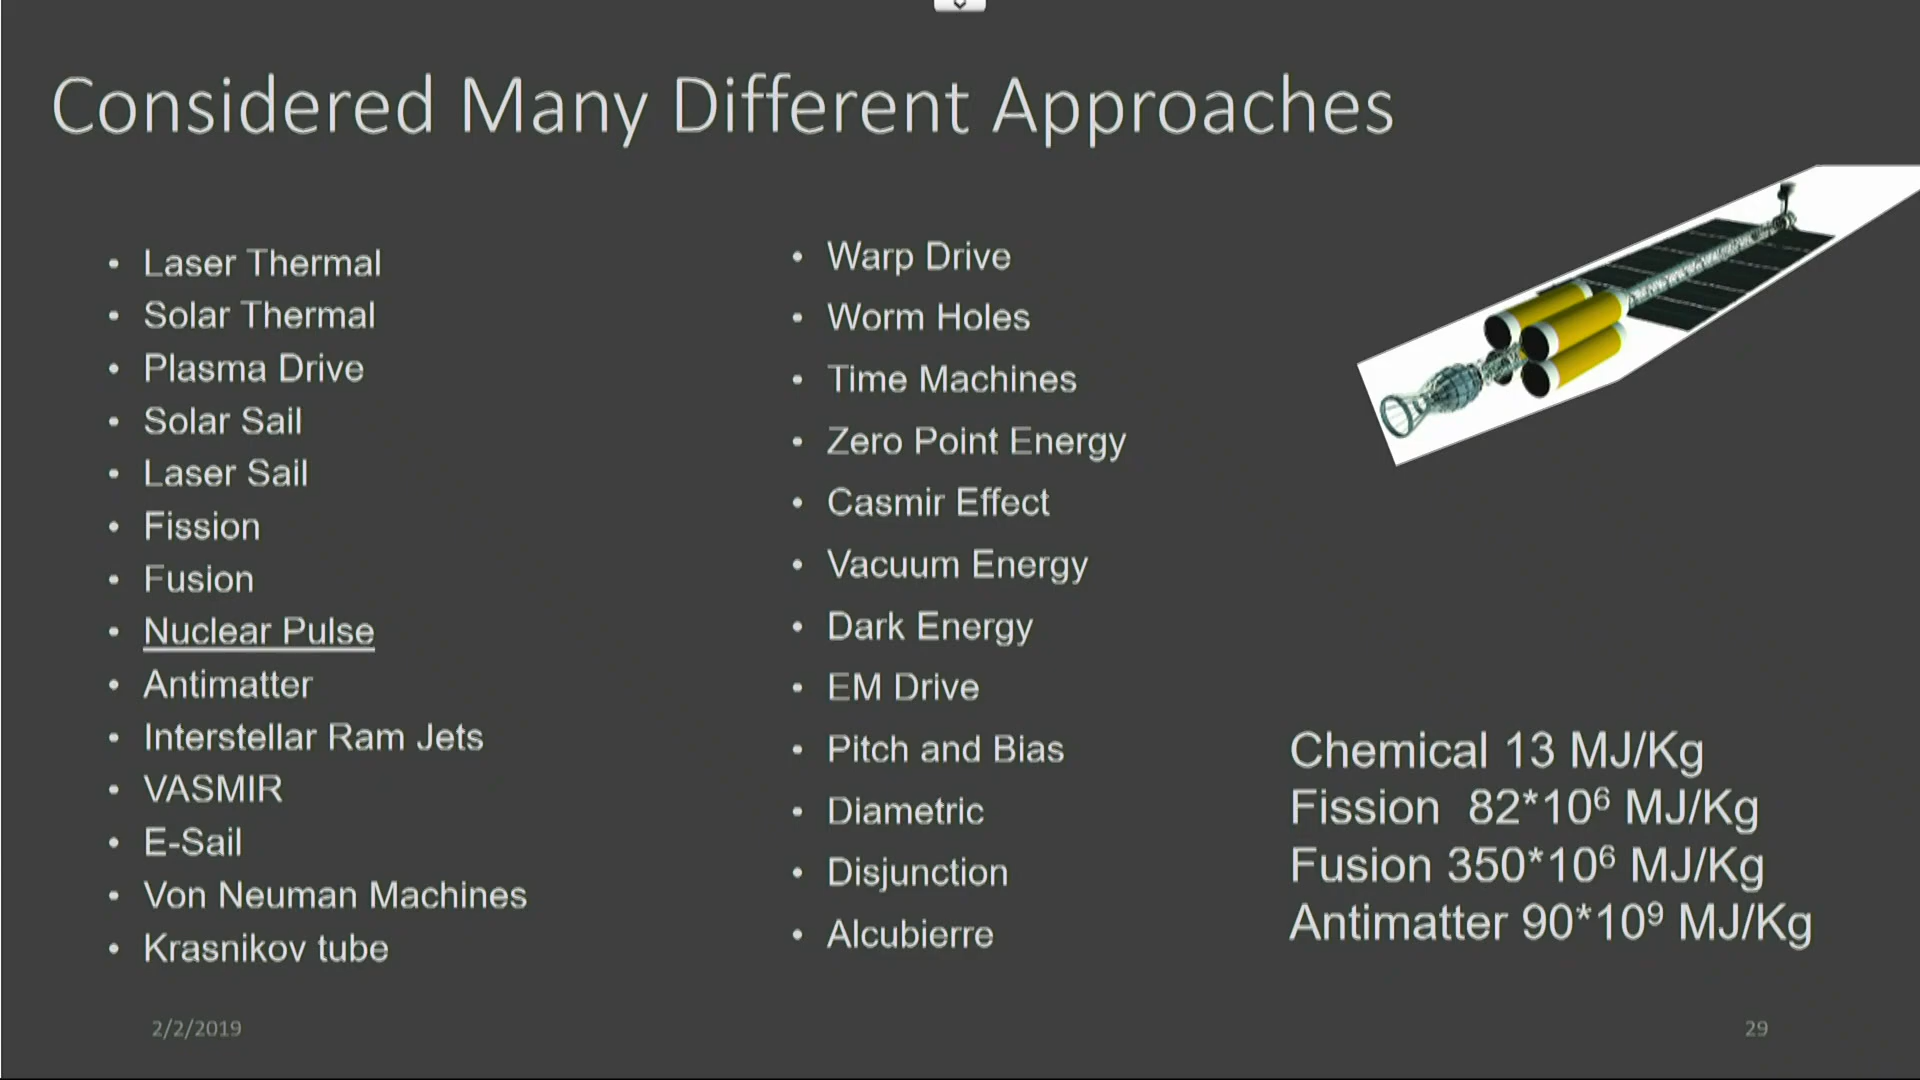 Considered Many Different Approaches
• Laser Thermal
• Solar Thermal
• Plasma Drive
• Solar Sail
• Laser Sail
• Fission
• Fusion
• Nuclear Pulse
• Antimatter
• Interstellar Ram Jets
• VASMIR
• E-Sail
• Von Neuman Machines
• Krasnikov tube
• Warp Drive
• Worm Holes
• Time Machines
• Zero Point Energy
• Casmir Effect
• Vacuum Energy
• Dark Energy
• EM Drive
• Pitch and Bias
• Diametric
• Disjunction
• Alcubierre
Chemical 13 MJ/Kg
Fission 82*10⁶ MJ/Kg
Fusion 350*10⁶ MJ/Kg
Antimatter 90*10⁹ MJ/Kg
2/2/2019
29